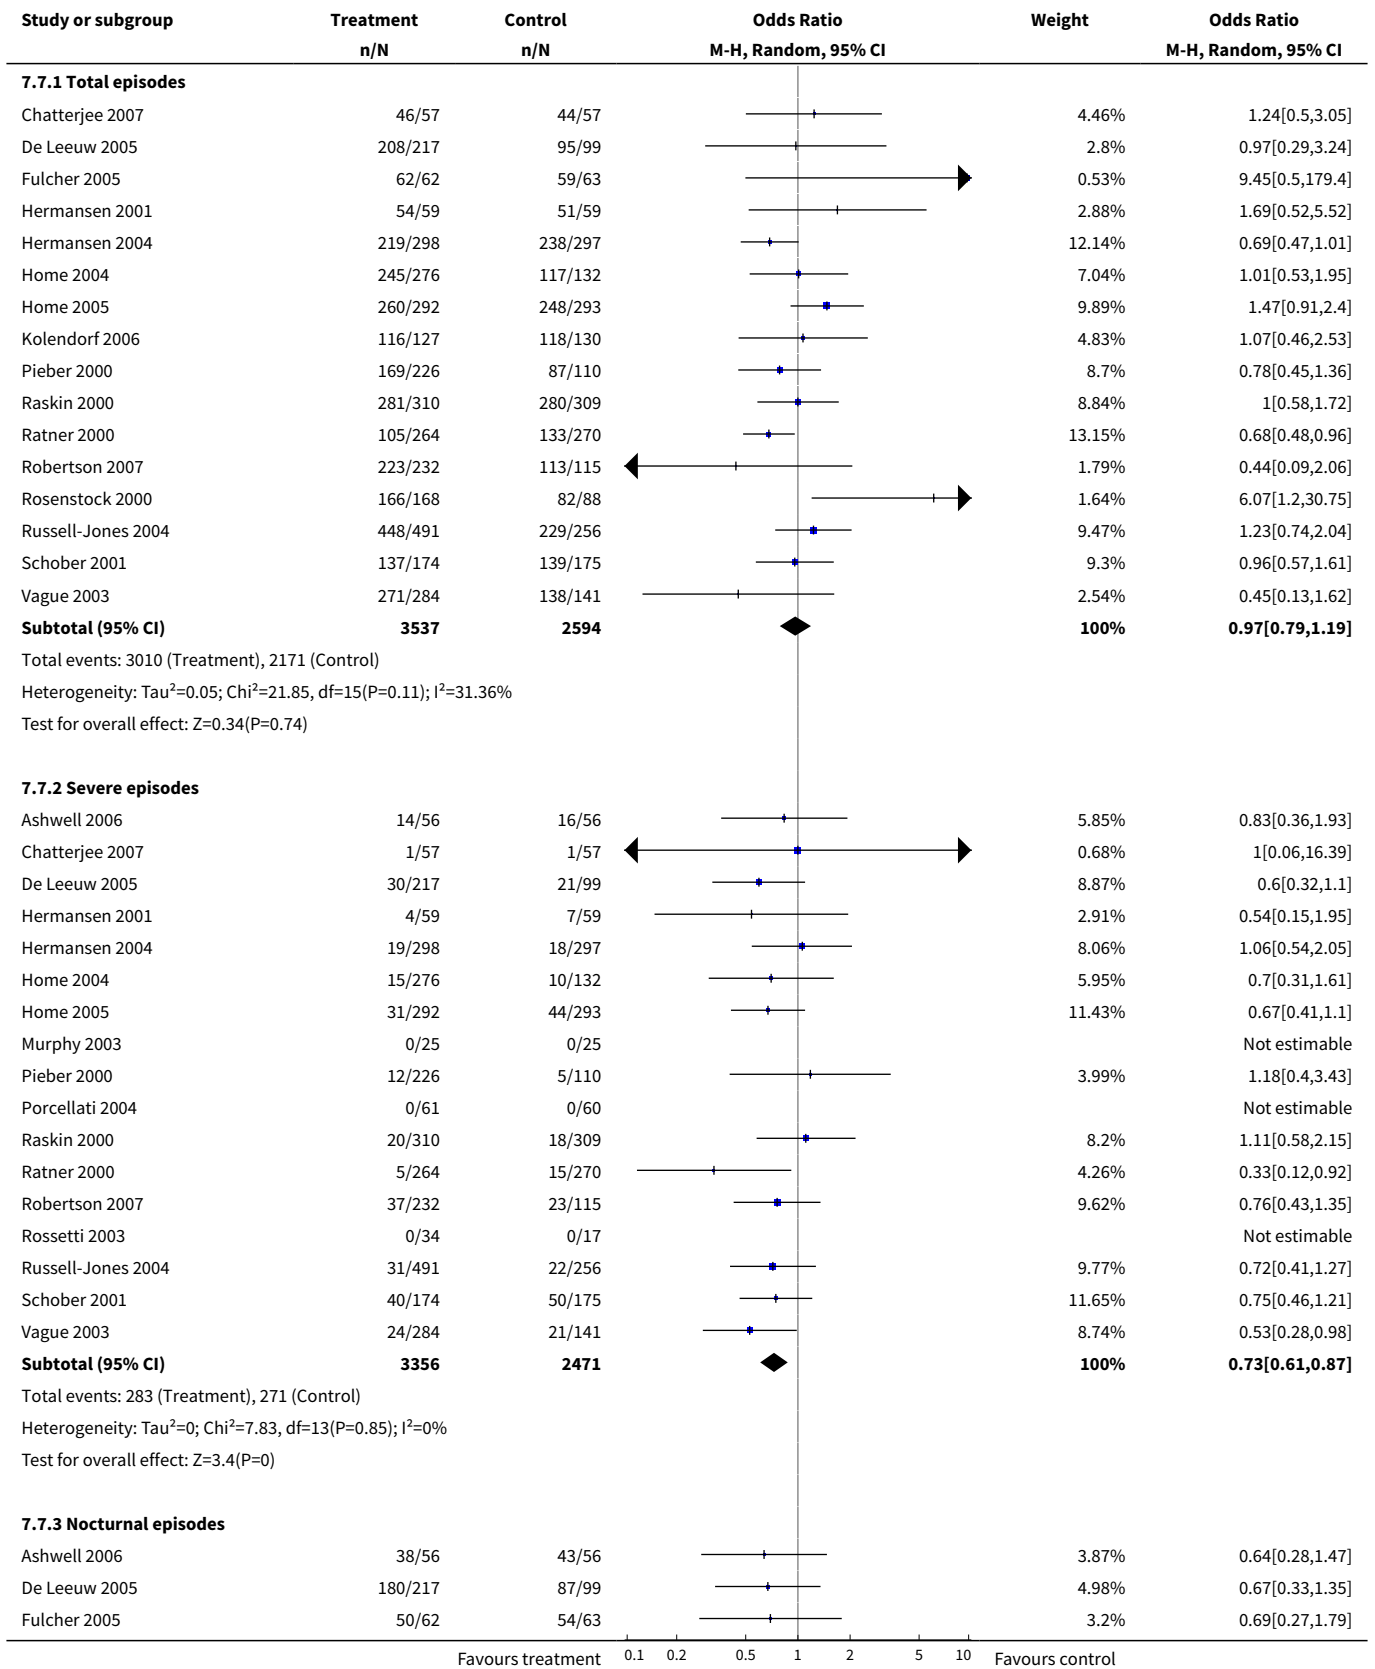 Study or subgroup Treatment Control Odds Ratio Weight Odds Ratio
n/N n/N M-H, Random, 95% CI M-H, Random, 95% CI
7.7.1 Total episodes
Chatterjee 2007 46/57 44/57 4.46% 1.24[0.5,3.05]
De Leeuw 2005 208/217 95/99 2.8% 0.97[0.29,3.24]
Fulcher 2005 62/62 59/63 0.53% 9.45[0.5,179.4]
Hermansen 2001 54/59 51/59 2.88% 1.69[0.52,5.52]
Hermansen 2004 219/298 238/297 12.14% 0.69[0.47,1.01]
Home 2004 245/276 117/132 7.04% 1.01[0.53,1.95]
Home 2005 260/292 248/293 9.89% 1.47[0.91,2.4]
Kolendorf 2006 116/127 118/130 4.83% 1.07[0.46,2.53]
Pieber 2000 169/226 87/110 8.7% 0.78[0.45,1.36]
Raskin 2000 281/310 280/309 8.84% 1[0.58,1.72]
Ratner 2000 105/264 133/270 13.15% 0.68[0.48,0.96]
Robertson 2007 223/232 113/115 1.79% 0.44[0.09,2.06]
Rosenstock 2000 166/168 82/88 1.64% 6.07[1.2,30.75]
Russell-Jones 2004 448/491 229/256 9.47% 1.23[0.74,2.04]
Schober 2001 137/174 139/175 9.3% 0.96[0.57,1.61]
Vague 2003 271/284 138/141 2.54% 0.45[0.13,1.62]
Subtotal (95% CI) 3537 2594 100% 0.97[0.79,1.19]
Total events: 3010 (Treatment), 2171 (Control)
Heterogeneity: Tau²=0.05; Chi²=21.85, df=15(P=0.11); I²=31.36%
Test for overall effect: Z=0.34(P=0.74)
7.7.2 Severe episodes
Ashwell 2006 14/56 16/56 5.85% 0.83[0.36,1.93]
Chatterjee 2007 1/57 1/57 0.68% 1[0.06,16.39]
De Leeuw 2005 30/217 21/99 8.87% 0.6[0.32,1.1]
Hermansen 2001 4/59 7/59 2.91% 0.54[0.15,1.95]
Hermansen 2004 19/298 18/297 8.06% 1.06[0.54,2.05]
Home 2004 15/276 10/132 5.95% 0.7[0.31,1.61]
Home 2005 31/292 44/293 11.43% 0.67[0.41,1.1]
Murphy 2003 0/25 0/25 Not estimable
Pieber 2000 12/226 5/110 3.99% 1.18[0.4,3.43]
Porcellati 2004 0/61 0/60 Not estimable
Raskin 2000 20/310 18/309 8.2% 1.11[0.58,2.15]
Ratner 2000 5/264 15/270 4.26% 0.33[0.12,0.92]
Robertson 2007 37/232 23/115 9.62% 0.76[0.43,1.35]
Rossetti 2003 0/34 0/17 Not estimable
Russell-Jones 2004 31/491 22/256 9.77% 0.72[0.41,1.27]
Schober 2001 40/174 50/175 11.65% 0.75[0.46,1.21]
Vague 2003 24/284 21/141 8.74% 0.53[0.28,0.98]
Subtotal (95% CI) 3356 2471 100% 0.73[0.61,0.87]
Total events: 283 (Treatment), 271 (Control)
Heterogeneity: Tau²=0; Chi²=7.83, df=13(P=0.85); I²=0%
Test for overall effect: Z=3.4(P=0)
7.7.3 Nocturnal episodes
Ashwell 2006 38/56 43/56 3.87% 0.64[0.28,1.47]
De Leeuw 2005 180/217 87/99 4.98% 0.67[0.33,1.35]
Fulcher 2005 50/62 54/63 3.2% 0.69[0.27,1.79]
Favours treatment 0.1 0.2 0.5 1 2 5 10 Favours control